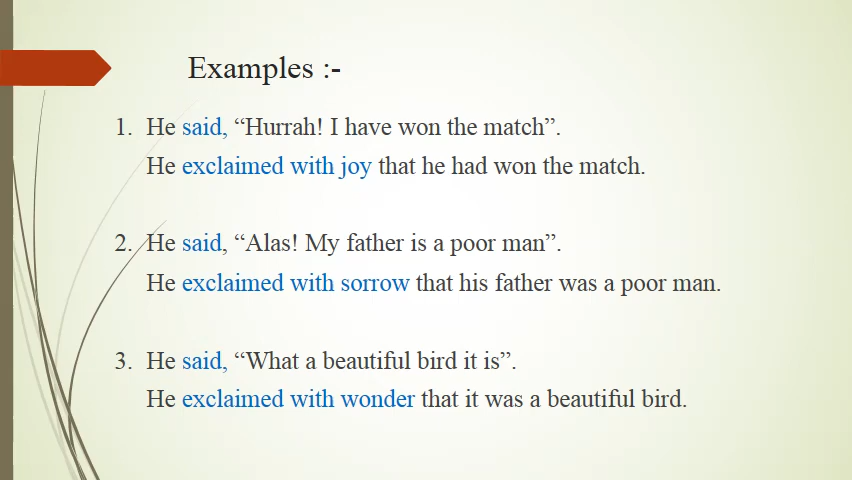 Examples :-
1. He said, “Hurrah! I have won the match”.
He exclaimed with joy that he had won the match.
2. He said, “Alas! My father is a poor man”.
He exclaimed with sorrow that his father was a poor man.
3. He said, “What a beautiful bird it is”.
He exclaimed with wonder that it was a beautiful bird.